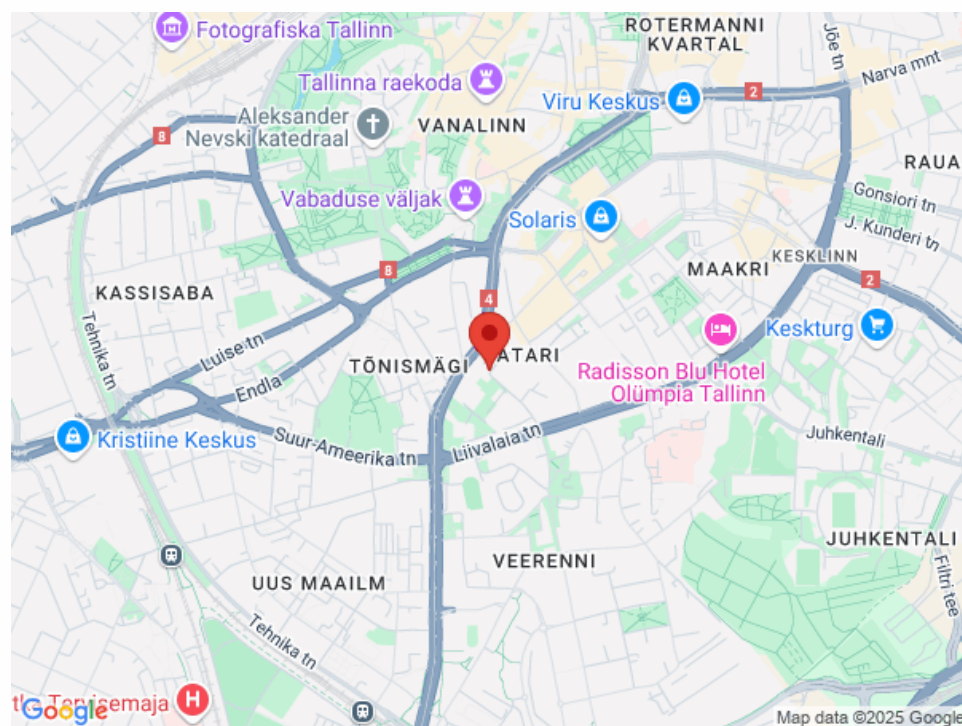 ROTERMANNI
KVARTAL
Jõe tn
Fotografiska Tallinn
Narva mnt
Tallinna raekoda
2
Viru Keskus
Aleksander
Nevski katedraal
VANALINN
8
RAUA
Vabaduse väljak
Gonsiori tn
Solaris
J. Kunderi tn
KESKLINN
MAAKRI
8
2
KASSISABA
4
Tehnika tn
Luise tn
Keskturg
TÕNISMÄGI
ATARI
Radisson Blu Hotel
Olümpia Tallinn
Endla
Kristiine Keskus
Suur-Ameerika tn
Liivalaia tn
Juhkentali
JUHKENTALI
VEERENNI
Filtri tee
UUS MAAILM
Tehnika tn
H
Google
Map data ©2025 Google